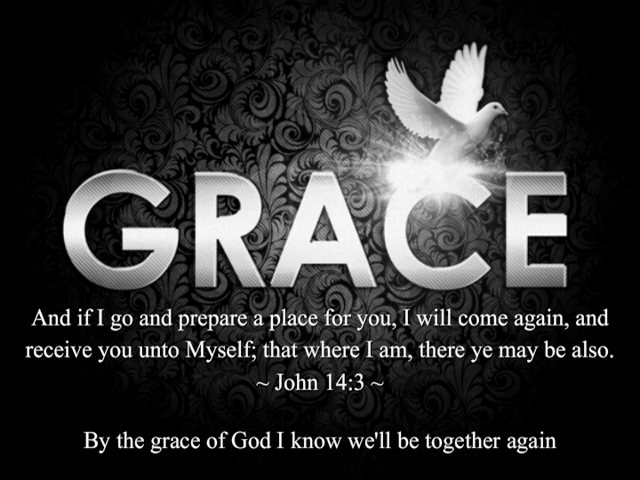 GRACE
And if I go and prepare a place for you, I will come again, and
receive you unto Myself; that where I am, there ye may be also.
~ John 14:3 ~
By the grace of God I know we'll be together again